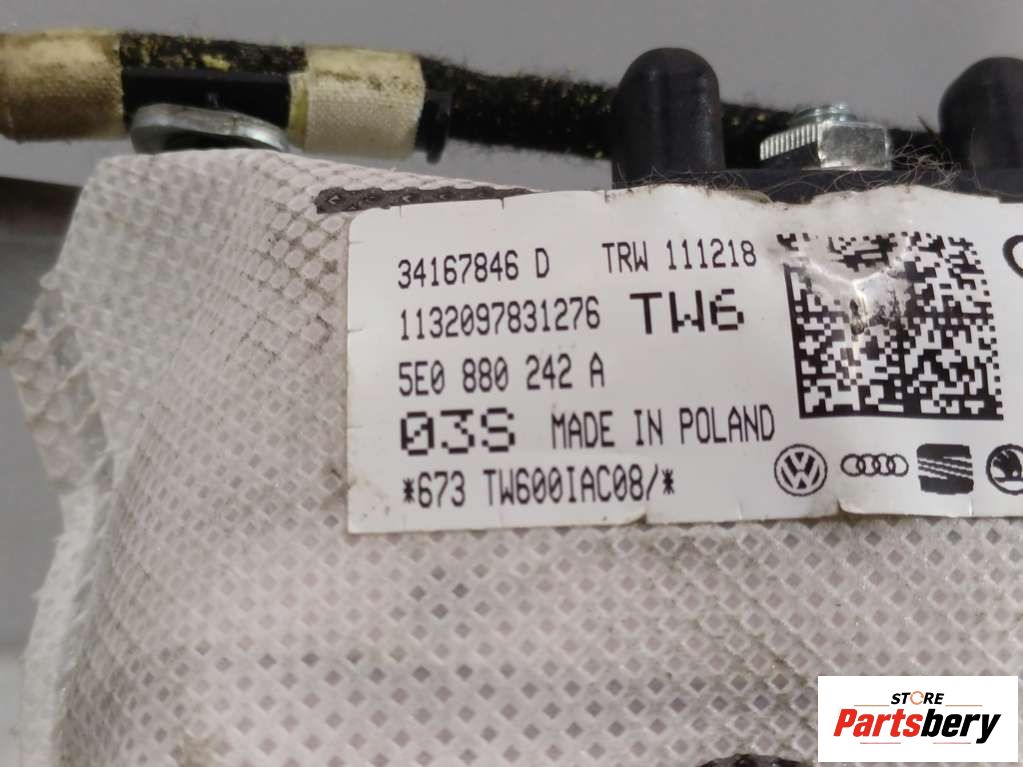 34167846 D TRW 111218
1132097831276 TW6
5E0 880 242 A
03S MADE IN POLAND
*673 TW600IAC08/*
STORE
Partsbery